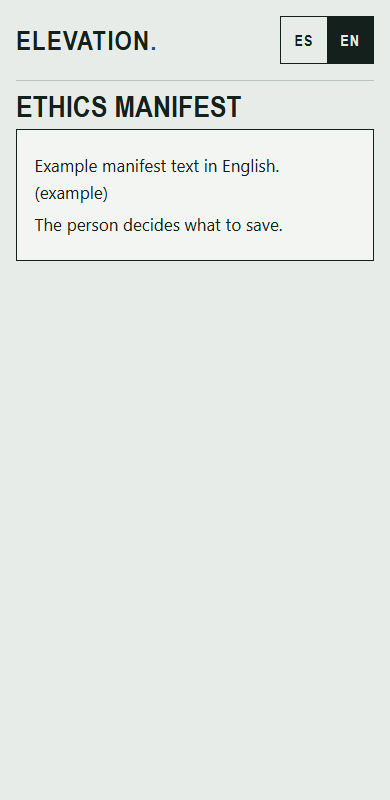 ELEVATION.
ES EN
ETHICS MANIFEST
Example manifest text in English.
(example)
The person decides what to save.